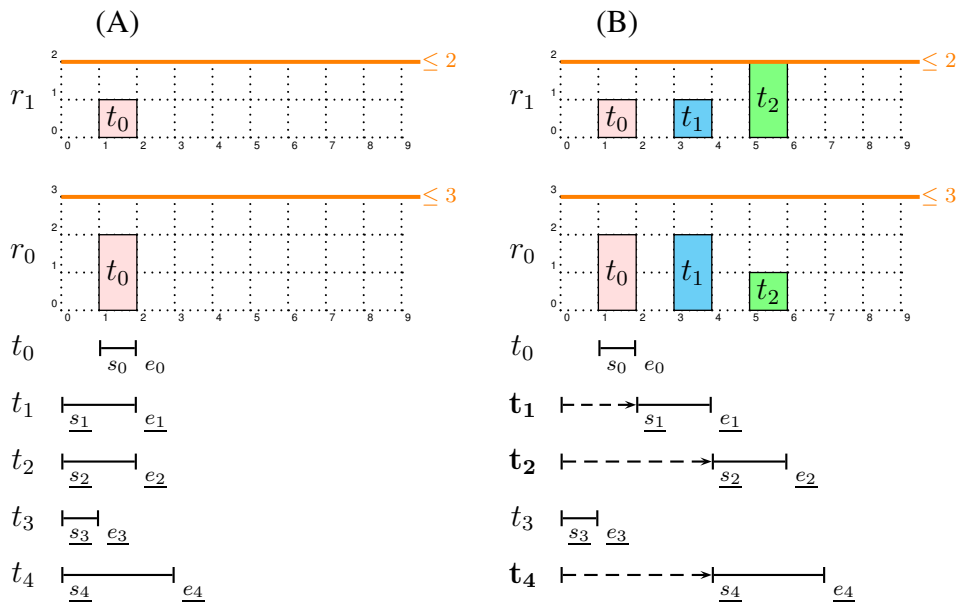 (A) (B)
2 ≤ 2 2 ≤ 2
r₁ 1 t₀ r₁ 1 t₀ t₁ t₂
0 0
0 1 2 3 4 5 6 7 8 9 0 1 2 3 4 5 6 7 8 9
3 ≤ 3 3 ≤ 3
2 2
r₀ 1 t₀ r₀ 1 t₀ t₁ t₂
0 0
0 1 2 3 4 5 6 7 8 9 0 1 2 3 4 5 6 7 8 9
t₀ s₀ e₀ t₀ s₀ e₀
t₁ s₁ e₁ t₁ s₁ e₁
t₂ s₂ e₂ t₂ s₂ e₂
t₃ s₃ e₃ t₃ s₃ e₃
t₄ s₄ e₄ t₄ s₄ e₄